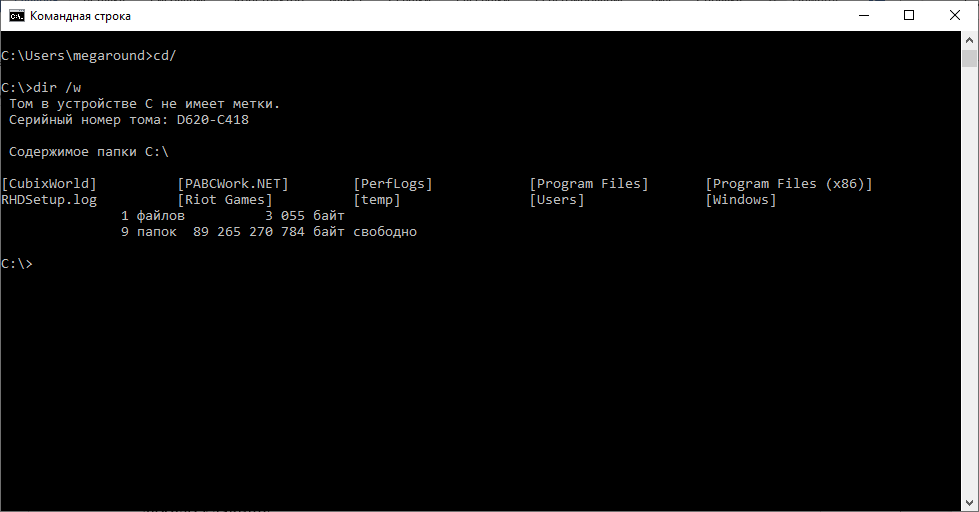 Командная строка
C:\Users\megaround>cd/
C:\>dir /w
Том в устройстве C не имеет метки.
Серийный номер тома: D620-C418
Содержимое папки C:\
[CubixWorld] [PABCWork.NET] [PerfLogs] [Program Files] [Program Files (x86)]
RHDSetup.log [Riot Games] [temp] [Users] [Windows]
1 файлов 3 055 байт
9 папок 89 265 270 784 байт свободно
C:\>